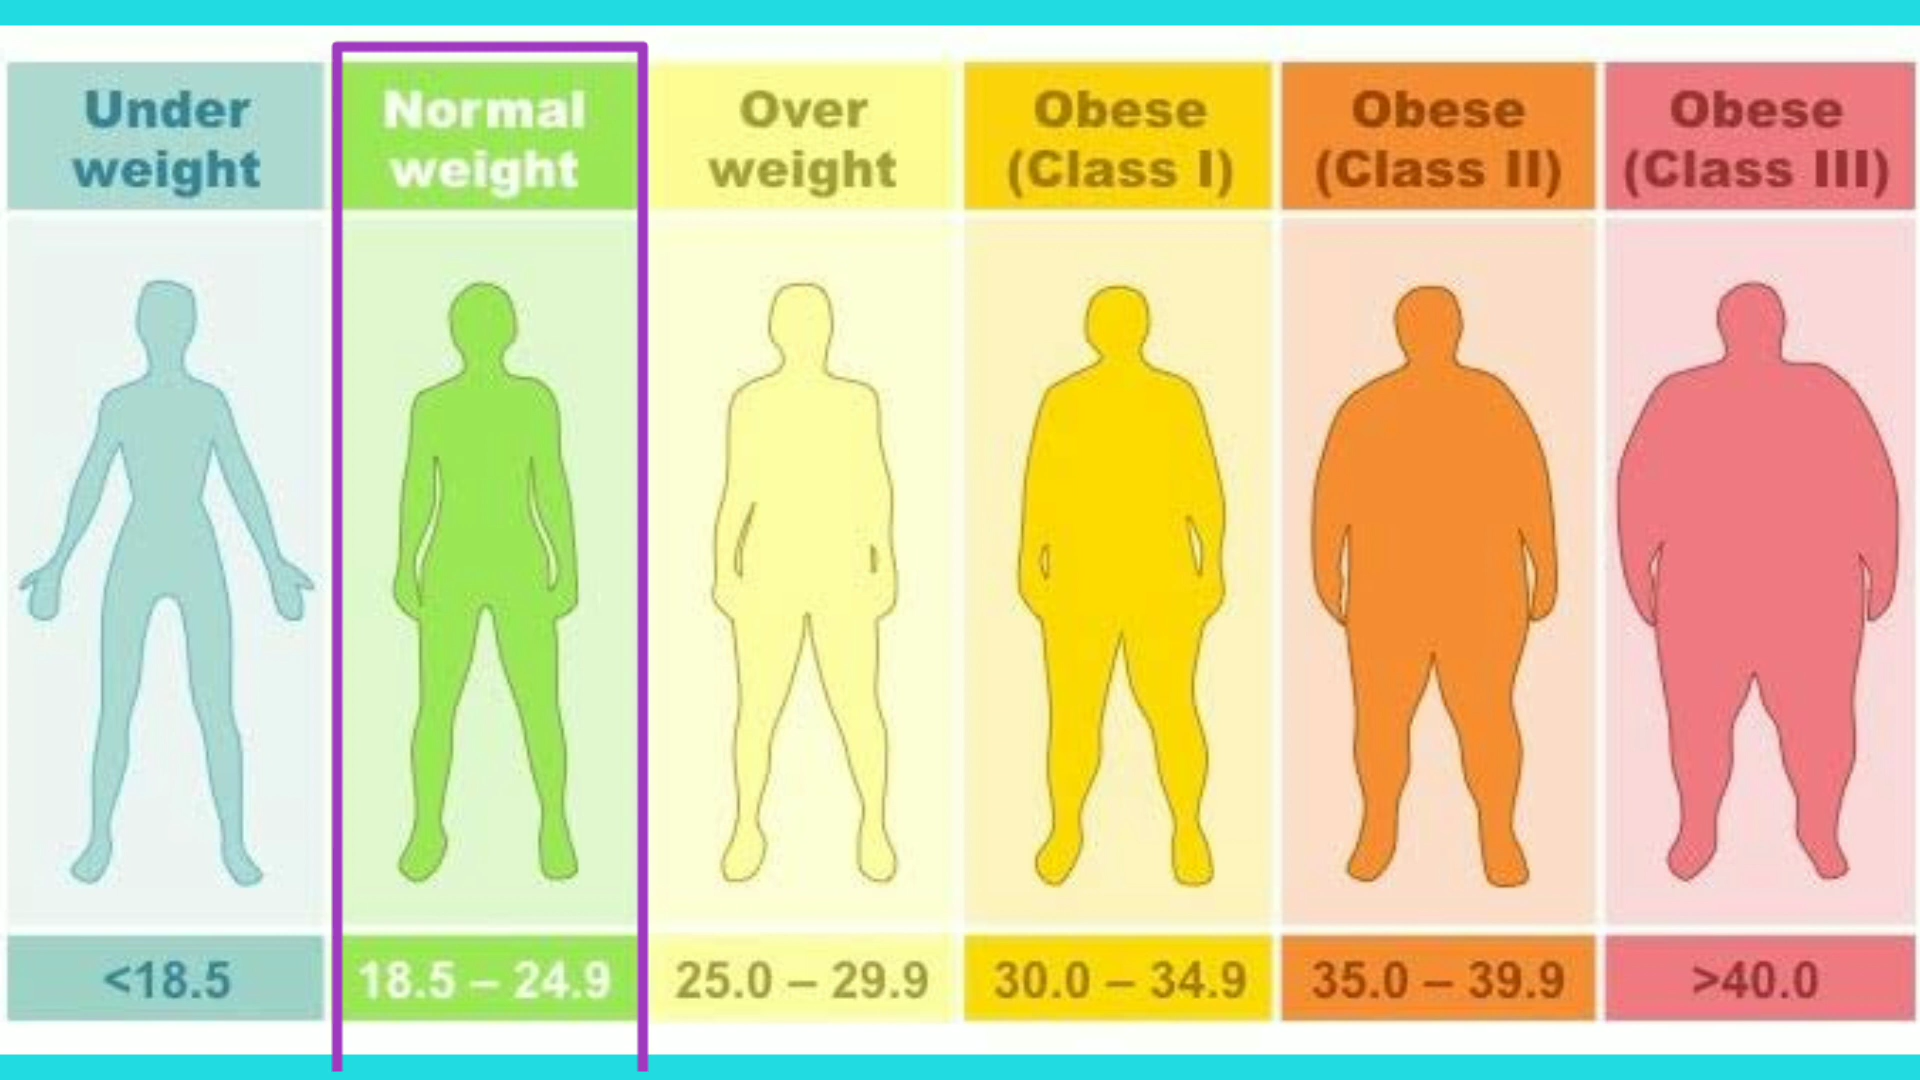 Under
weight
Normal
weight
Over
weight
Obese
(Class I)
Obese
(Class II)
Obese
(Class III)
<18.5
18.5 – 24.9
25.0 – 29.9
30.0 – 34.9
35.0 – 39.9
>40.0